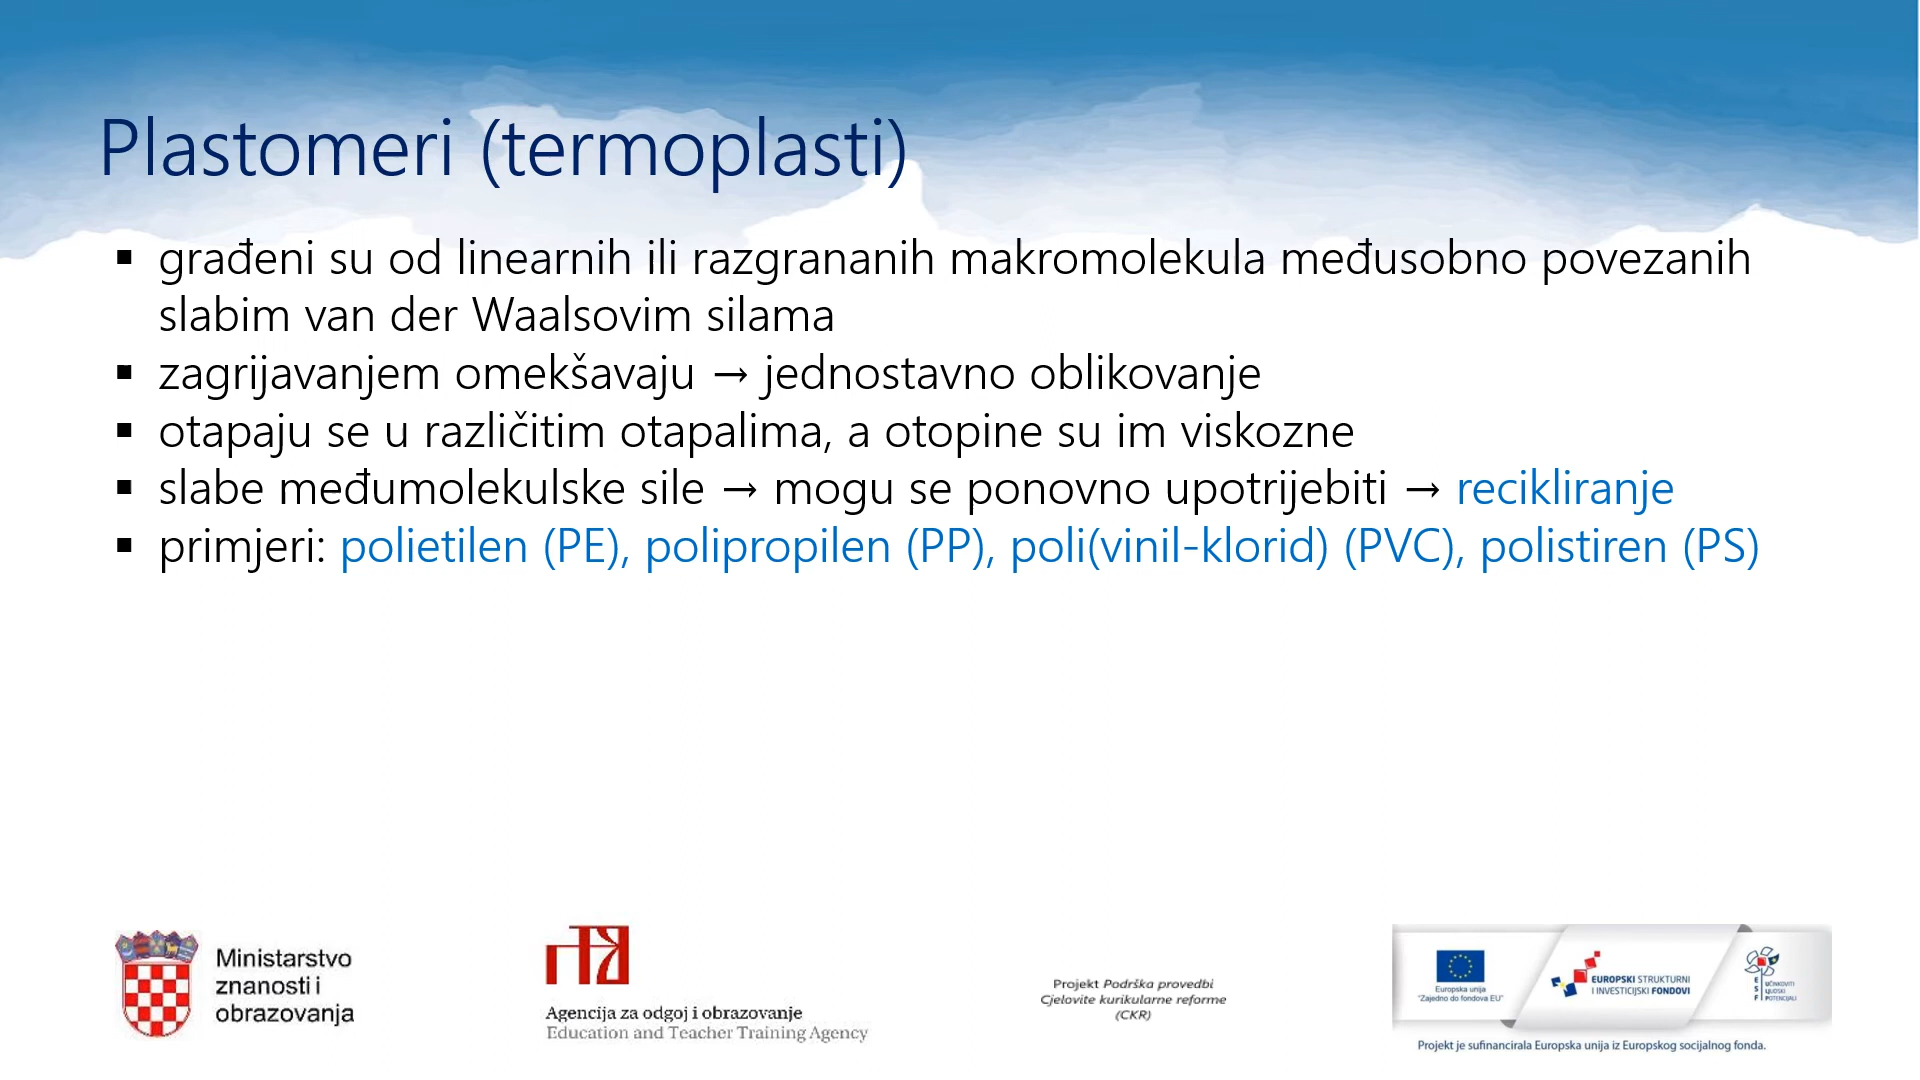 Plastomeri (termoplasti)
▪ građeni su od linearnih ili razgrananih makromolekula međusobno povezanih
slabim van der Waalsovim silama
▪ zagrijavanjem omekšavaju → jednostavno oblikovanje
▪ otapaju se u različitim otapalima, a otopine su im viskozne
▪ slabe međumolekulske sile → mogu se ponovno upotrijebiti → recikliranje
▪ primjeri: polietilen (PE), polipropilen (PP), poli(vinil-klorid) (PVC), polistiren (PS)
Ministarstvo
znanosti i
obrazovanja
Agencija za odgoj i obrazovanje
Education and Teacher Training Agency
Projekt Podrška provedbi
Cjelovite kurikularne reforme
(CKR)
Europska unija
"Zajedno do fondova EU"
EUROPSKI STRUKTURNI
I INVESTICIJSKI FONDOVI
ESF
UČINKOVITI
LJUDSKI
POTENCIJALI
Projekt je sufinancirala Europska unija iz Europskog socijalnog fonda.